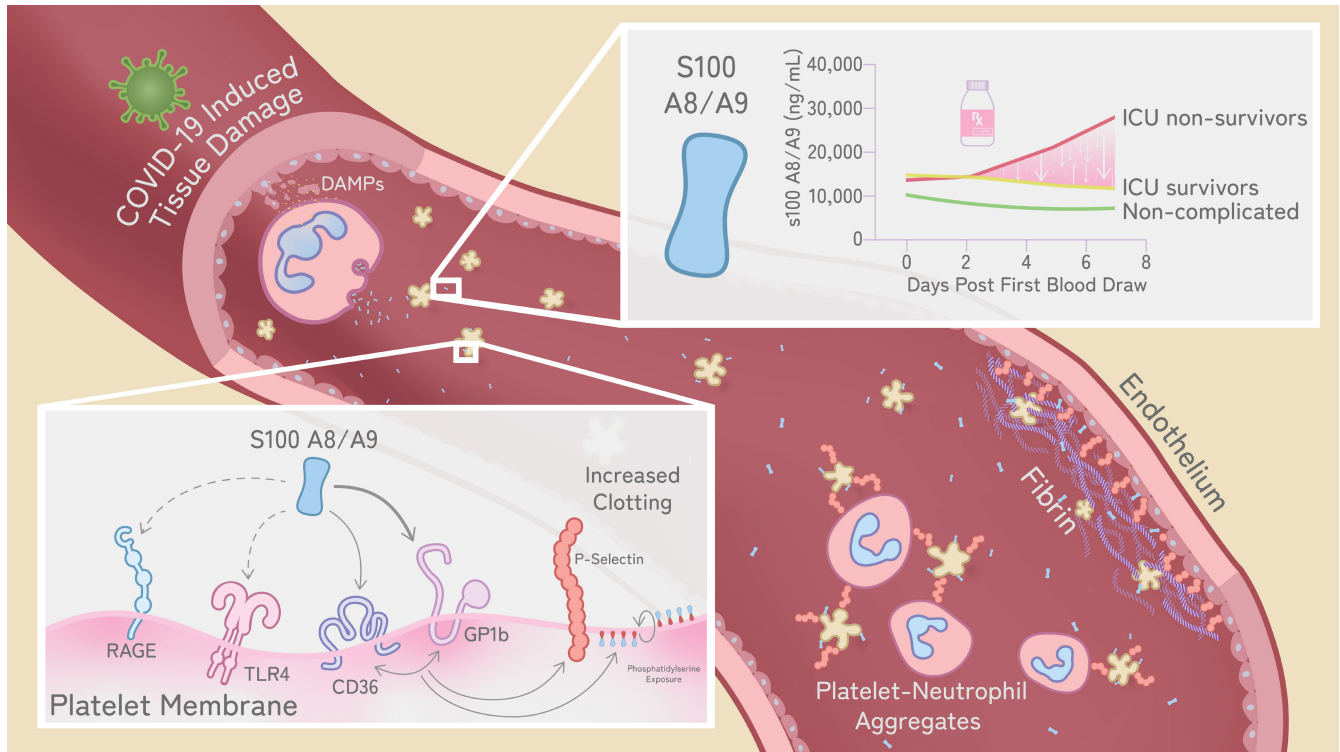 COVID-19 Induced
Tissue Damage
DAMPs
S100
A8/A9
s100 A8/A9 (ng/mL)
40,000
30,000
20,000
10,000
0
Rx
ICU non-survivors
ICU survivors
Non-complicated
0 2 4 6 8
Days Post First Blood Draw
Endothelium
Fibrin
S100 A8/A9
Increased
Clotting
P-Selectin
RAGE
TLR4
CD36
GP1b
Phosphatidylserine
Exposure
Platelet Membrane
Platelet-Neutrophil
Aggregates